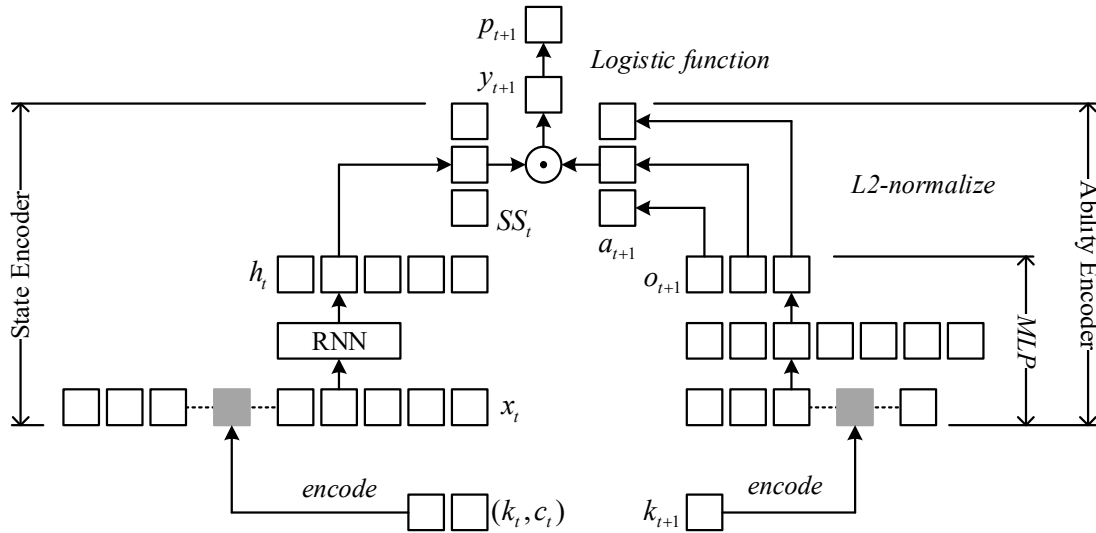 p_{t+1}
Logistic function
y_{t+1}
State Encoder
Ability Encoder
L2-normalize
SS_t
a_{t+1}
h_t
o_{t+1}
MLP
RNN
x_t
encode
encode
(k_t, c_t)
k_{t+1}